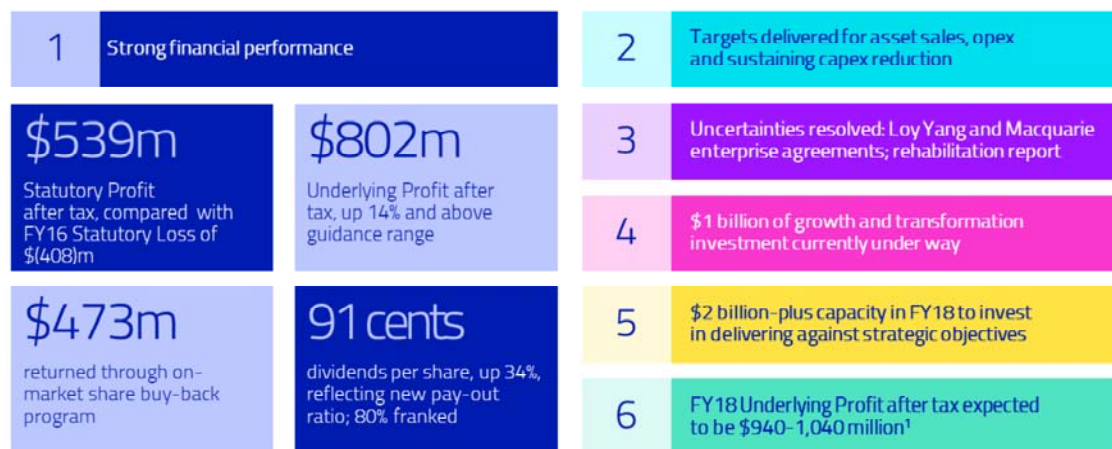 1
Strong financial performance
$539m
Statutory Profit
after tax, compared with
FY16 Statutory Loss of
$(408)m
$802m
Underlying Profit after
tax, up 14% and above
guidance range
$473m
returned through on-
market share buy-back
program
91 cents
dividends per share, up 34%,
reflecting new pay-out
ratio; 80% franked
2
Targets delivered for asset sales, opex
and sustaining capex reduction
3
Uncertainties resolved: Loy Yang and Macquarie
enterprise agreements; rehabilitation report
4
$1 billion of growth and transformation
investment currently under way
5
$2 billion-plus capacity in FY18 to invest
in delivering against strategic objectives
6
FY18 Underlying Profit after tax expected
to be $940-1,040 million¹